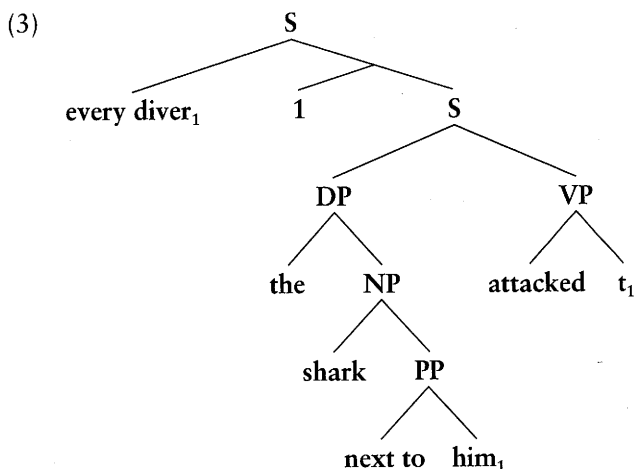 (3) S
every diver₁ 1 S
DP VP
the NP attacked t₁
shark PP
next to him₁